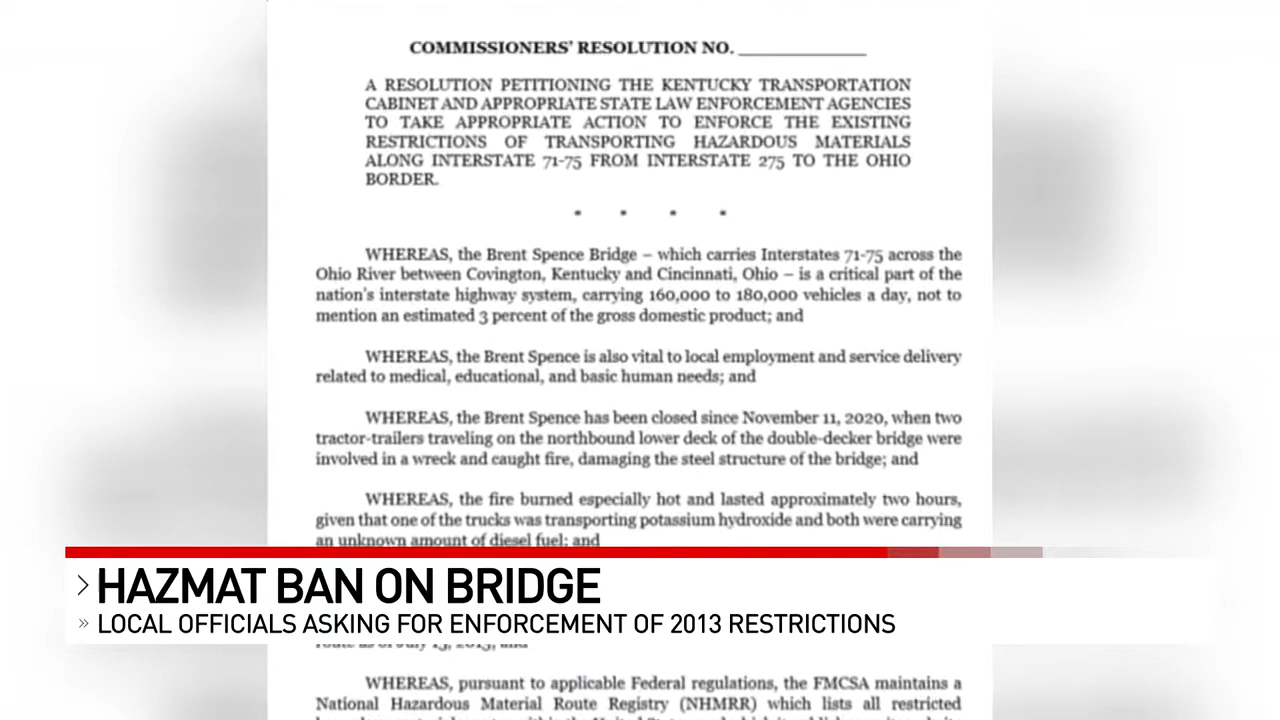 COMMISSIONERS' RESOLUTION NO. _______________
A RESOLUTION PETITIONING THE KENTUCKY TRANSPORTATION
CABINET AND APPROPRIATE STATE LAW ENFORCEMENT AGENCIES
TO TAKE APPROPRIATE ACTION TO ENFORCE THE EXISTING
RESTRICTIONS OF TRANSPORTING HAZARDOUS MATERIALS
ALONG INTERSTATE 71-75 FROM INTERSTATE 275 TO THE OHIO
BORDER.
* * * *
WHEREAS, the Brent Spence Bridge – which carries Interstates 71-75 across the
Ohio River between Covington, Kentucky and Cincinnati, Ohio – is a critical part of the
nation's interstate highway system, carrying 160,000 to 180,000 vehicles a day, not to
mention an estimated 3 percent of the gross domestic product; and
WHEREAS, the Brent Spence is also vital to local employment and service delivery
related to medical, educational, and basic human needs; and
WHEREAS, the Brent Spence has been closed since November 11, 2020, when two
tractor-trailers traveling on the northbound lower deck of the double-decker bridge were
involved in a wreck and caught fire, damaging the steel structure of the bridge; and
WHEREAS, the fire burned especially hot and lasted approximately two hours,
given that one of the trucks was transporting potassium hydroxide and both were carrying
an unknown amount of diesel fuel; and
> HAZMAT BAN ON BRIDGE
» LOCAL OFFICIALS ASKING FOR ENFORCEMENT OF 2013 RESTRICTIONS
route as of July 15, 2013; and
WHEREAS, pursuant to applicable Federal regulations, the FMCSA maintains a
National Hazardous Material Route Registry (NHMRR) which lists all restricted